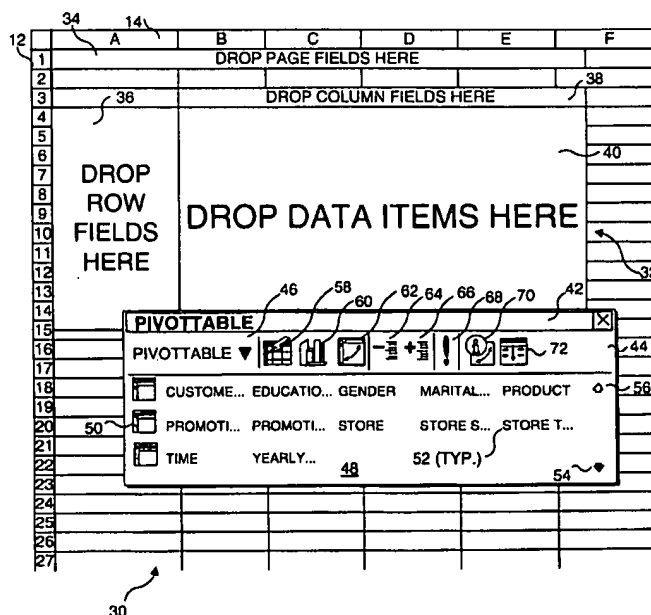 34
14
12
A B C D E F
1 DROP PAGE FIELDS HERE
2
38
3 36 DROP COLUMN FIELDS HERE
4
5
6
40
7
8
9
10
11
12
13
14
15
16
17
18
19
20
21
22
23
24
25
26
27
DROP
ROW
FIELDS
HERE
DROP DATA ITEMS HERE
46 58 60 62 64 66 68 70 42
PIVOTTABLE X
PIVOTTABLE ▼ 72 44
CUSTOME... EDUCATIO... GENDER MARITAL... PRODUCT 56
50 PROMOTI... PROMOTI... STORE STORE S... STORE T...
TIME YEARLY... 48 52 (TYP.) 54
30